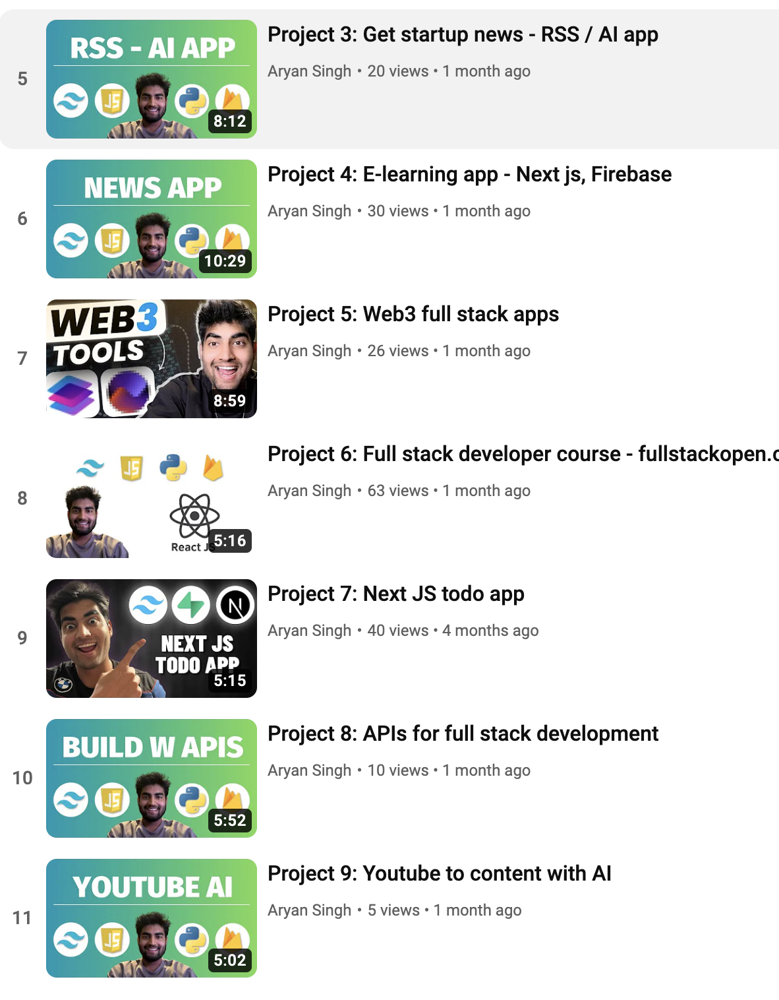 5
RSS - AI APP
JS
8:12
Project 3: Get startup news - RSS / AI app
Aryan Singh • 20 views • 1 month ago
6
NEWS APP
JS
10:29
Project 4: E-learning app - Next js, Firebase
Aryan Singh • 30 views • 1 month ago
7
WEB3
TOOLS
8:59
Project 5: Web3 full stack apps
Aryan Singh • 26 views • 1 month ago
8
JS
React JS
5:16
Project 6: Full stack developer course - fullstackopen.c
Aryan Singh • 63 views • 1 month ago
9
N
NEXT JS
TODO APP
5:15
Project 7: Next JS todo app
Aryan Singh • 40 views • 4 months ago
10
BUILD W APIS
JS
5:52
Project 8: APIs for full stack development
Aryan Singh • 10 views • 1 month ago
11
YOUTUBE AI
JS
5:02
Project 9: Youtube to content with AI
Aryan Singh • 5 views • 1 month ago